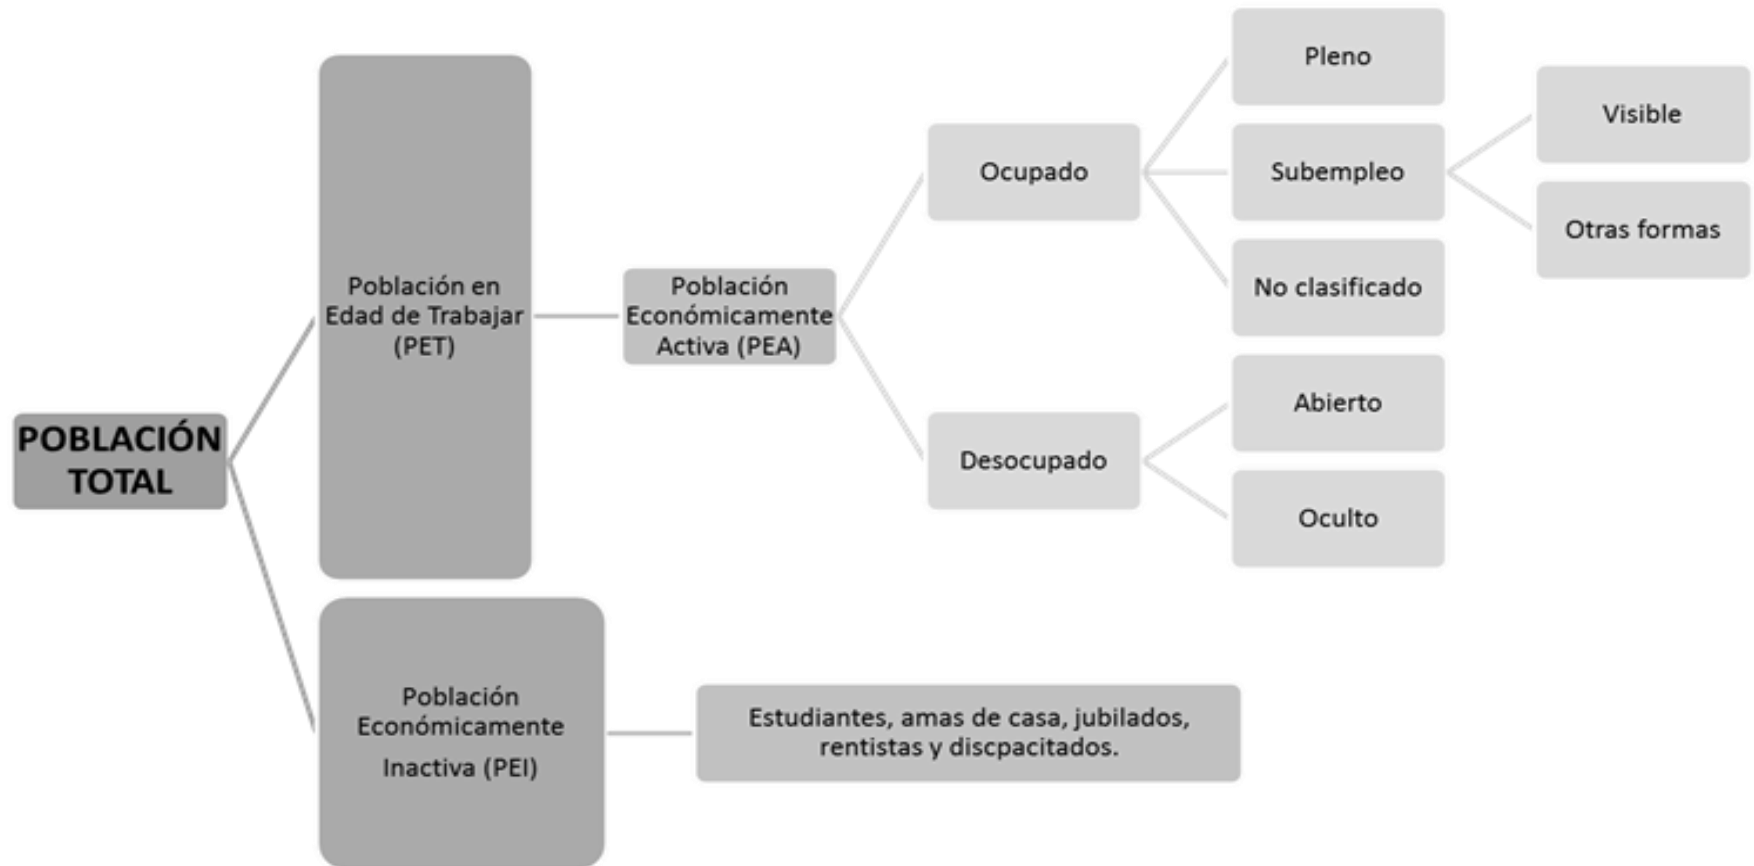 POBLACIÓN
TOTAL
Población en
Edad de Trabajar
(PET)
Población
Económicamente
Activa (PEA)
Ocupado
Pleno
Subempleo
Visible
Otras formas
No clasificado
Desocupado
Abierto
Oculto
Población
Económicamente
Inactiva (PEI)
Estudiantes, amas de casa, jubilados,
rentistas y discpacitados.